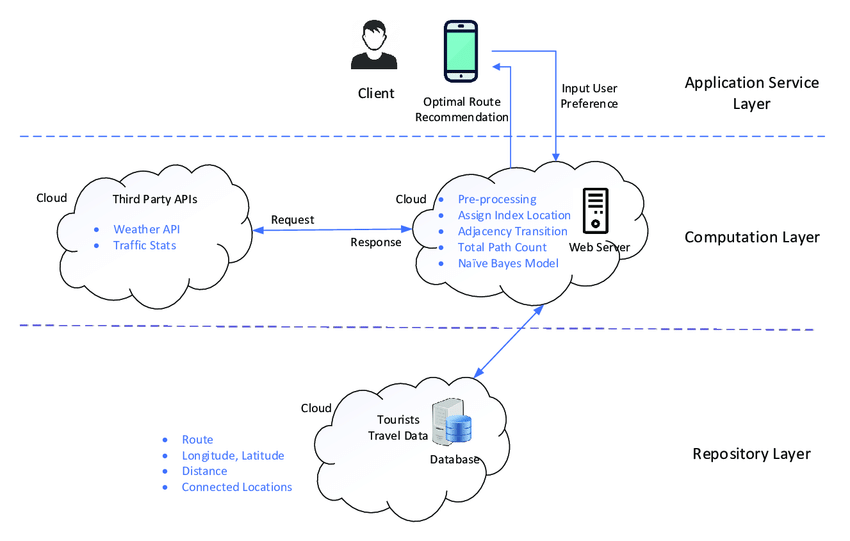 Client
Optimal Route
Recommendation
Input User
Preference
Application Service
Layer
Cloud
Third Party APIs
• Weather API
• Traffic Stats
Request
Response
Cloud
• Pre-processing
• Assign Index Location
• Adjacency Transition
• Total Path Count
• Naïve Bayes Model
Web Server
Computation Layer
Cloud
Tourists
Travel Data
Database
• Route
• Longitude, Latitude
• Distance
• Connected Locations
Repository Layer